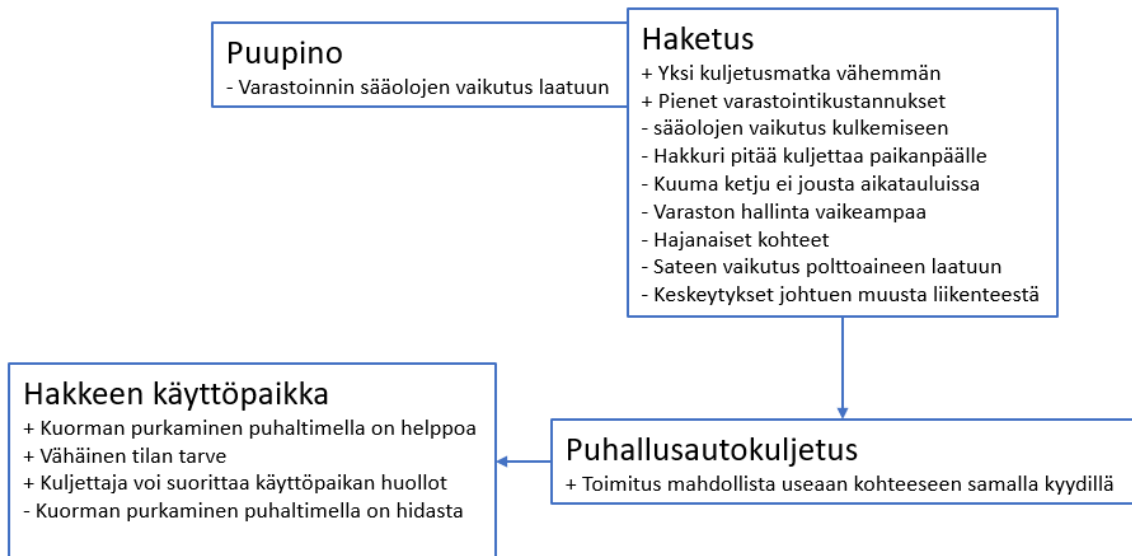 Puupino
- Varastoinnin sääolojen vaikutus laatuun
Haketus
+ Yksi kuljetusmatka vähemmän
+ Pienet varastointikustannukset
- sääolojen vaikutus kulkemiseen
- Hakkuri pitää kuljettaa paikanpäälle
- Kuuma ketju ei jousta aikatauluissa
- Varaston hallinta vaikeampaa
- Hajanaiset kohteet
- Sateen vaikutus polttoaineen laatuun
- Keskeytykset johtuen muusta liikenteestä
Puhallusautokuljetus
+ Toimitus mahdollista useaan kohteeseen samalla kyydillä
Hakkeen käyttöpaikka
+ Kuorman purkaminen puhaltimella on helppoa
+ Vähäinen tilan tarve
+ Kuljettaja voi suorittaa käyttöpaikan huollot
- Kuorman purkaminen puhaltimella on hidasta